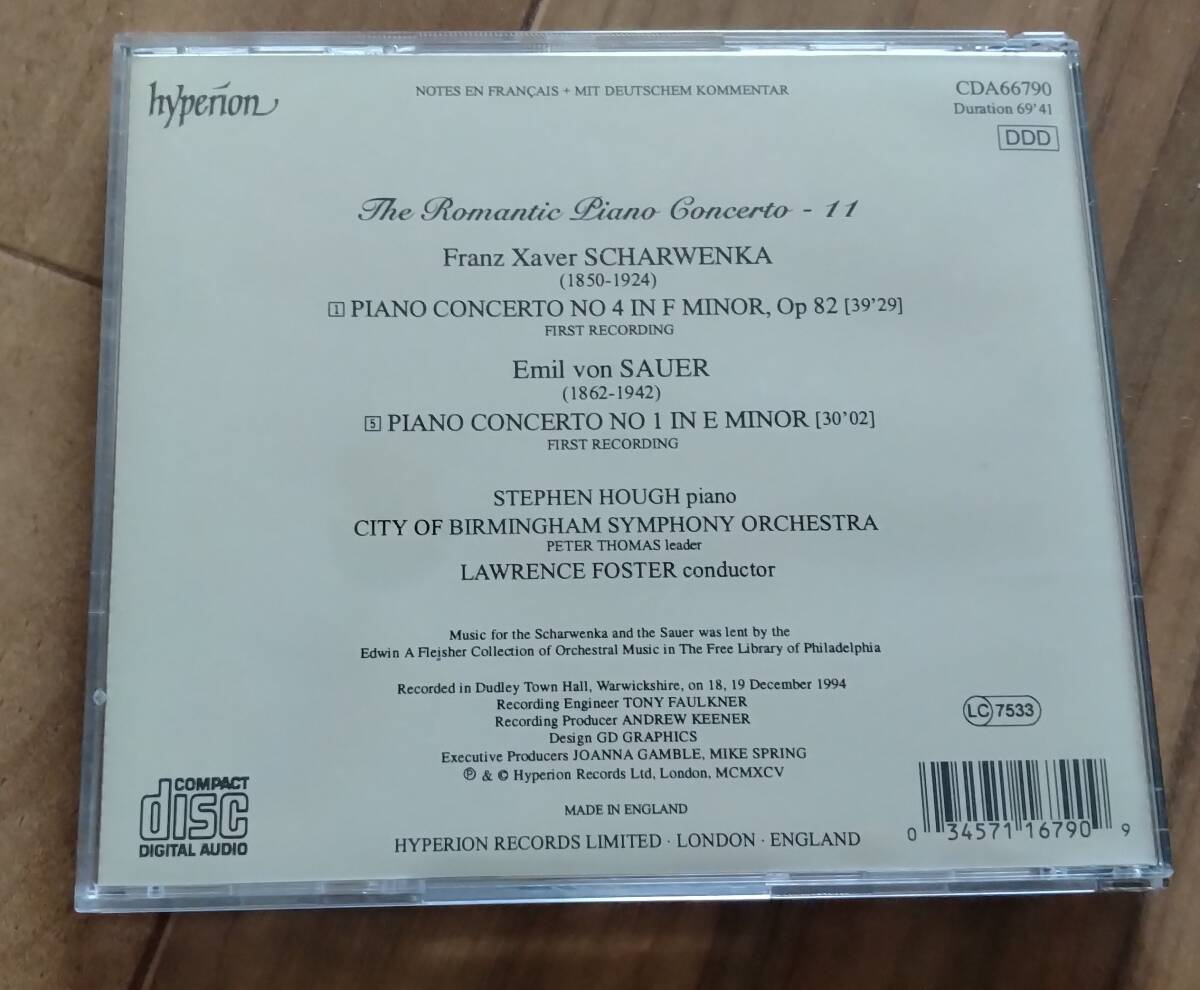 hyperion
NOTES EN FRANÇAIS + MIT DEUTSCHEM KOMMENTAR
CDA66790
Duration 69'41
DDD
The Romantic Piano Concerto - 11
Franz Xaver SCHARWENKA
(1850-1924)
1 PIANO CONCERTO NO 4 IN F MINOR, Op 82 [39'29]
FIRST RECORDING
Emil von SAUER
(1862-1942)
5 PIANO CONCERTO NO 1 IN E MINOR [30'02]
FIRST RECORDING
STEPHEN HOUGH piano
CITY OF BIRMINGHAM SYMPHONY ORCHESTRA
PETER THOMAS leader
LAWRENCE FOSTER conductor
Music for the Scharwenka and the Sauer was lent by the
Edwin A Fleisher Collection of Orchestral Music in The Free Library of Philadelphia
Recorded in Dudley Town Hall, Warwickshire, on 18, 19 December 1994
Recording Engineer TONY FAULKNER
Recording Producer ANDREW KEENER
Design GD GRAPHICS
Executive Producers JOANNA GAMBLE, MIKE SPRING
℗ & © Hyperion Records Ltd, London, MCMXCV
LC 7533
MADE IN ENGLAND
HYPERION RECORDS LIMITED · LONDON · ENGLAND
COMPACT
disc
DIGITAL AUDIO
0 34571 16790 9